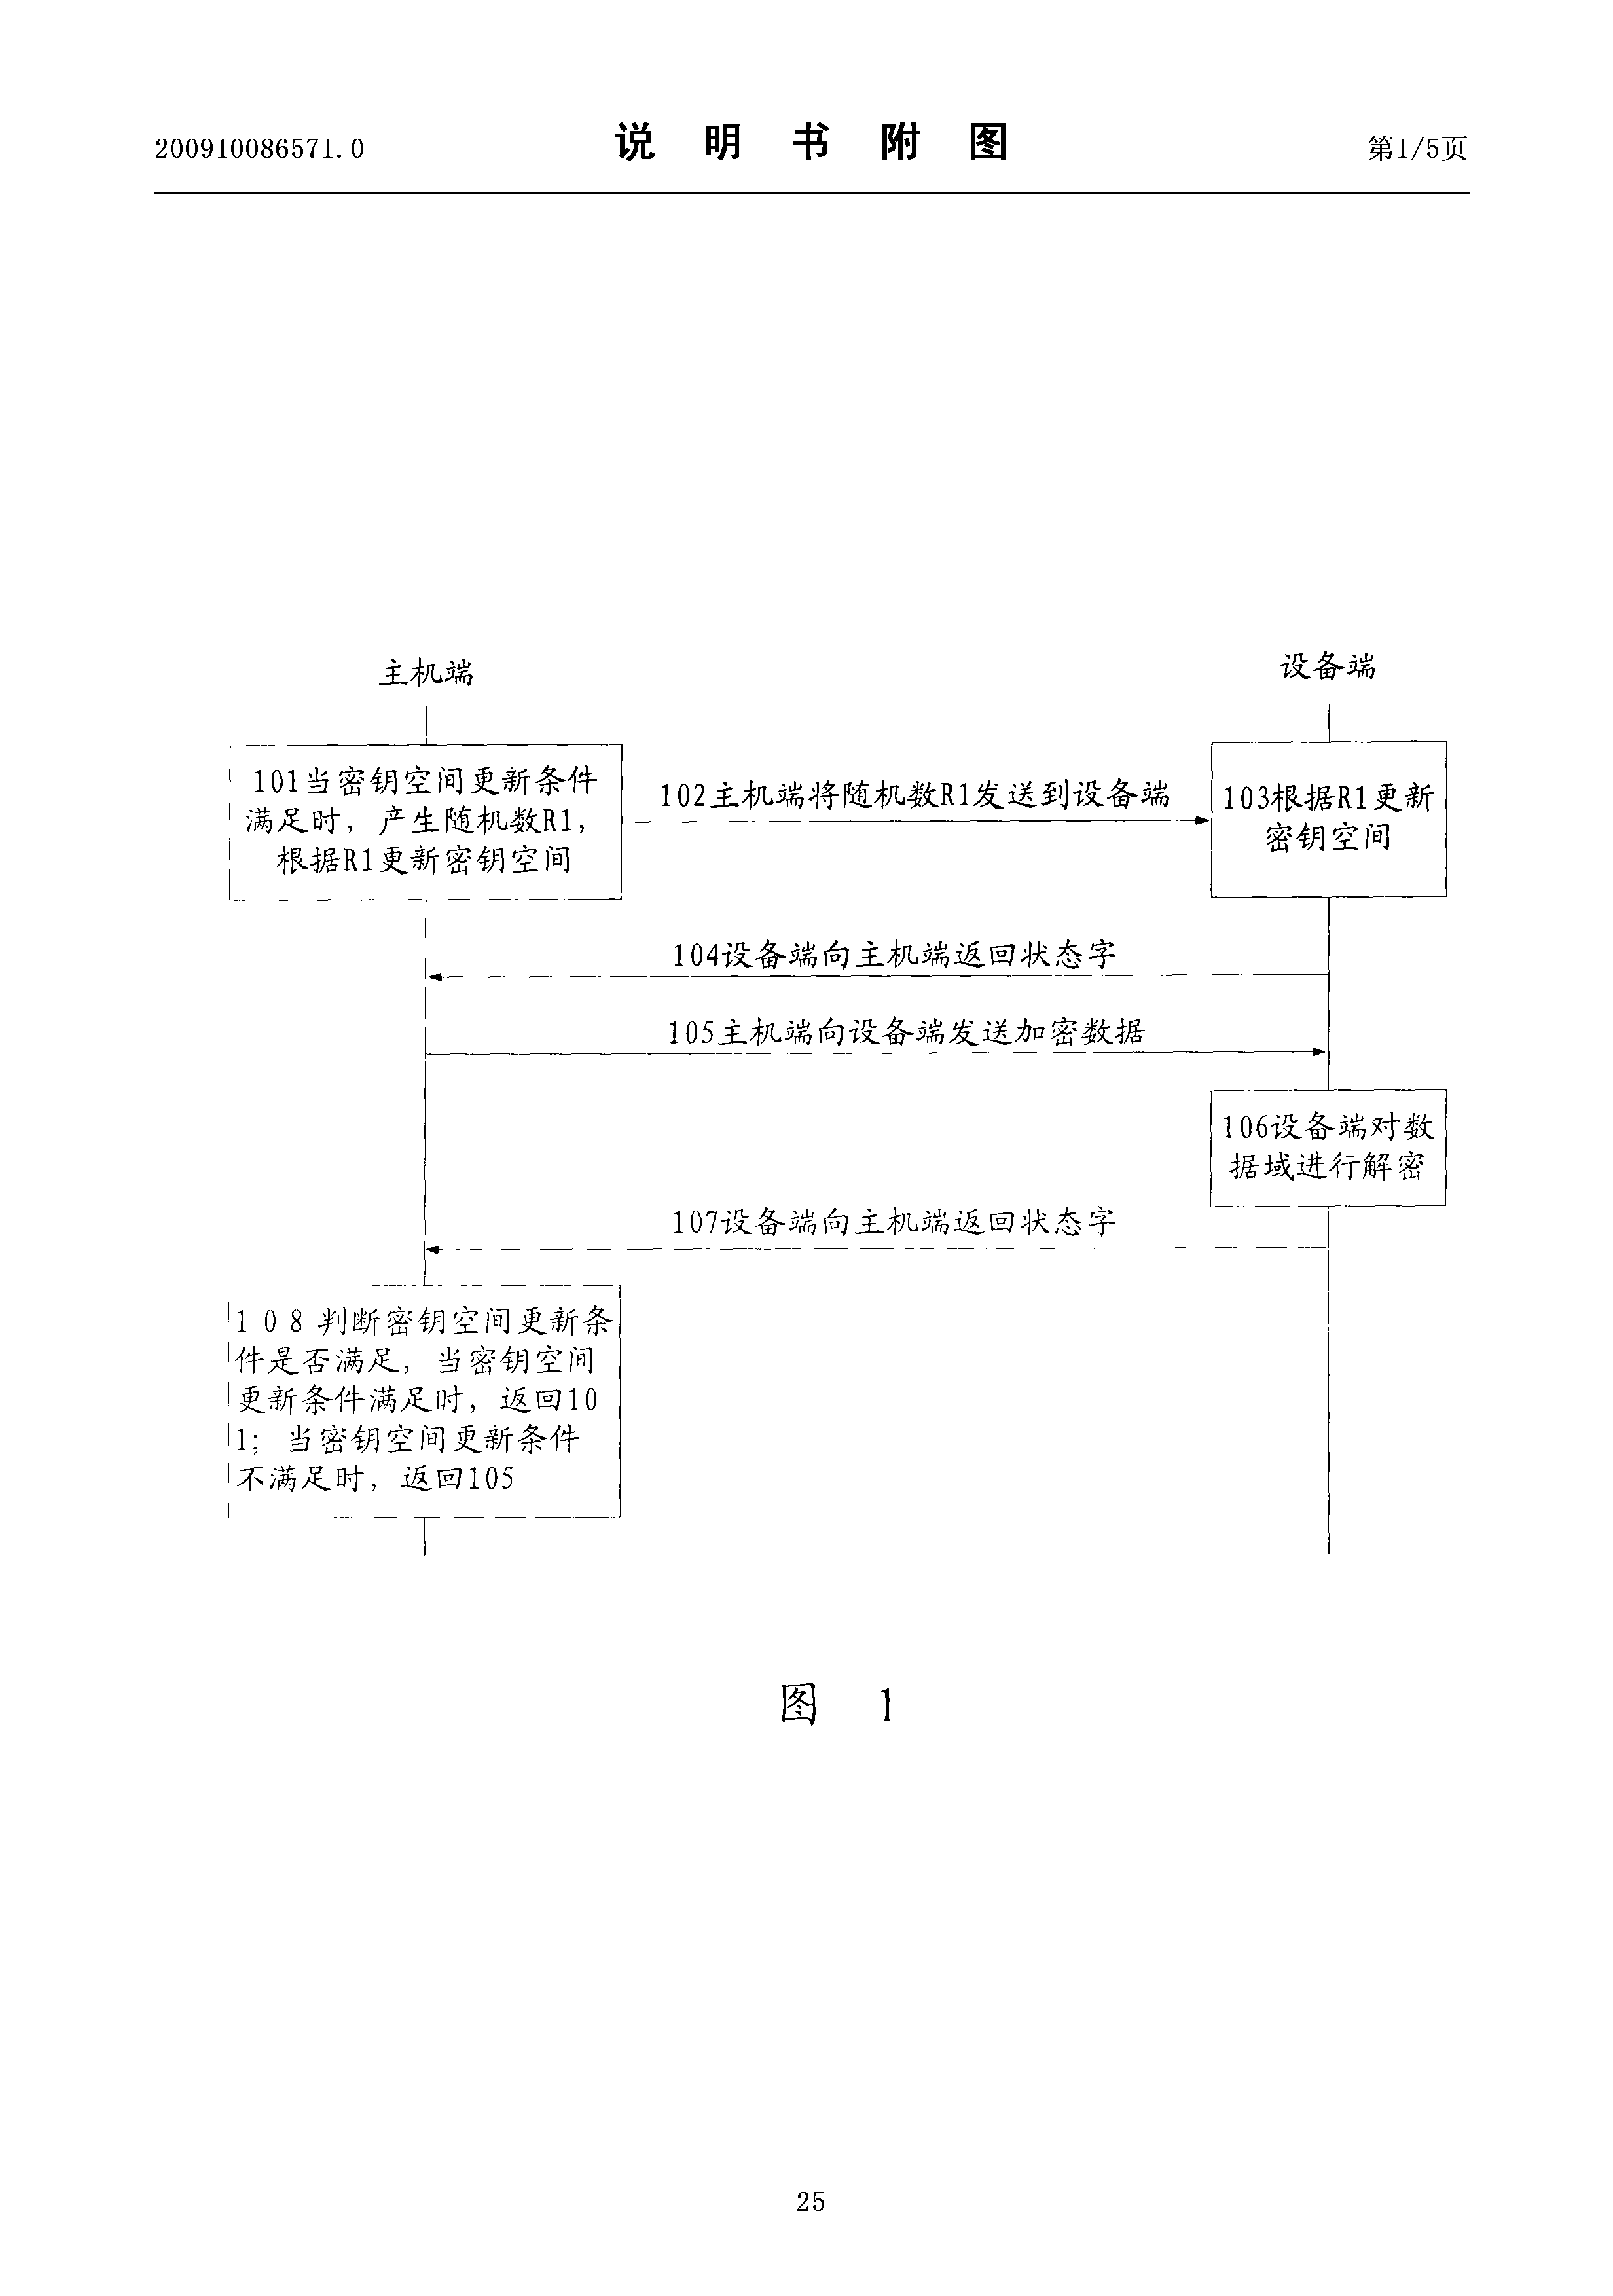 200910086571.0
说 明 书 附 图
第1/5页
主机端
设备端
101当密钥空间更新条件
满足时，产生随机数R1，
根据R1更新密钥空间
102主机端将随机数R1发送到设备端
103根据R1更新
密钥空间
104设备端向主机端返回状态字
105主机端向设备端发送加密数据
106设备端对数
据域进行解密
107设备端向主机端返回状态字
1 0 8 判断密钥空间更新条
件是否满足，当密钥空间
更新条件满足时，返回10
1；当密钥空间更新条件
不满足时，返回105
图 1
25